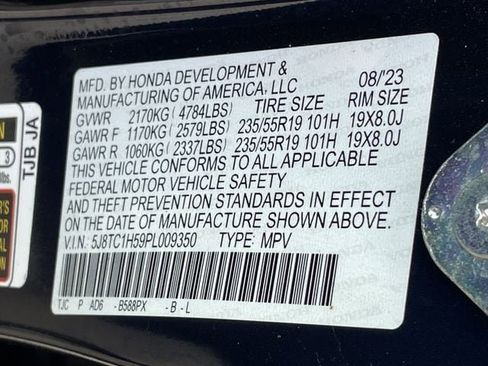 MFD. BY HONDA DEVELOPMENT & 08/23
MANUFACTURING OF AMERICA, LLC
GVWR 2170KG(4784LBS) TIRE SIZE RIM SIZE
GAWR F 1170KG(2579LBS) 235/55R19 101H 19X8.0J
GAWR R 1060KG(2337LBS) 235/55R19 101H 19X8.0J
THIS VEHICLE CONFORMS TO ALL APPLICABLE
FEDERAL MOTOR VEHICLE SAFETY
AND THEFT PREVENTION STANDARDS IN EFFECT
ON THE DATE OF MANUFACTURE SHOWN ABOVE.
V.I.N. 5J8TC1H59PL009350 TYPE: MPV
TJC P AD6 -B588PX -B-L
TJB JA
3
lbs.